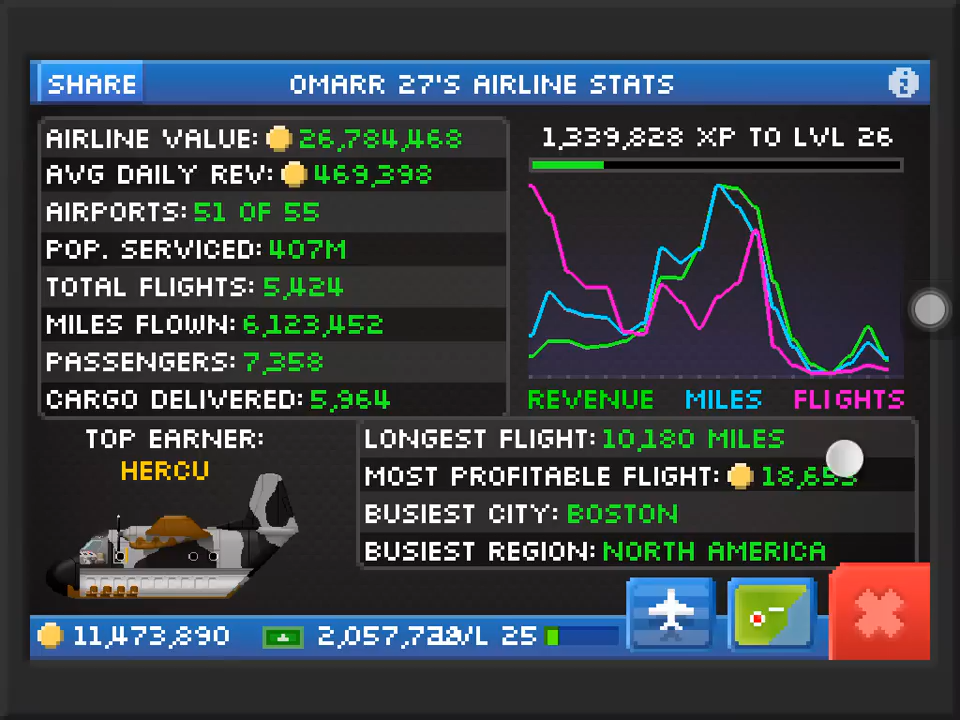 SHARE
OMARR 27'S AIRLINE STATS
AIRLINE VALUE: 26,784,468
AVG DAILY REV: 469,398
AIRPORTS: 51 OF 55
POP. SERVICED: 407M
TOTAL FLIGHTS: 5,424
MILES FLOWN: 6,123,452
PASSENGERS: 7,358
CARGO DELIVERED: 5,964
1,339,828 XP TO LVL 26
REVENUE MILES FLIGHTS
TOP EARNER:
HERCU
LONGEST FLIGHT: 10,180 MILES
MOST PROFITABLE FLIGHT:
BUSIEST CITY: BOSTON
BUSIEST REGION: NORTH AMERICA
11,473,890 25